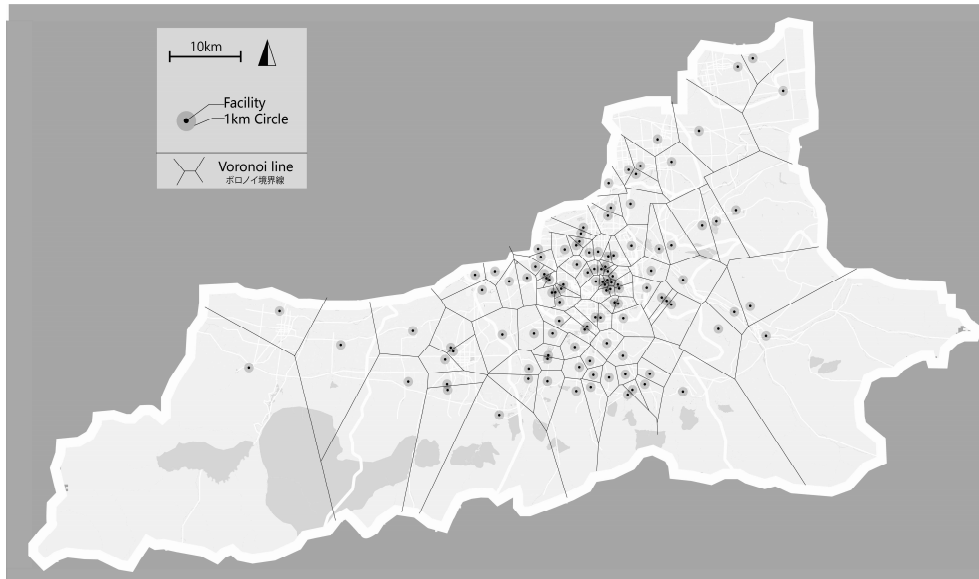 10km
Facility
1km Circle
Voronoi line
ボロノイ境界線